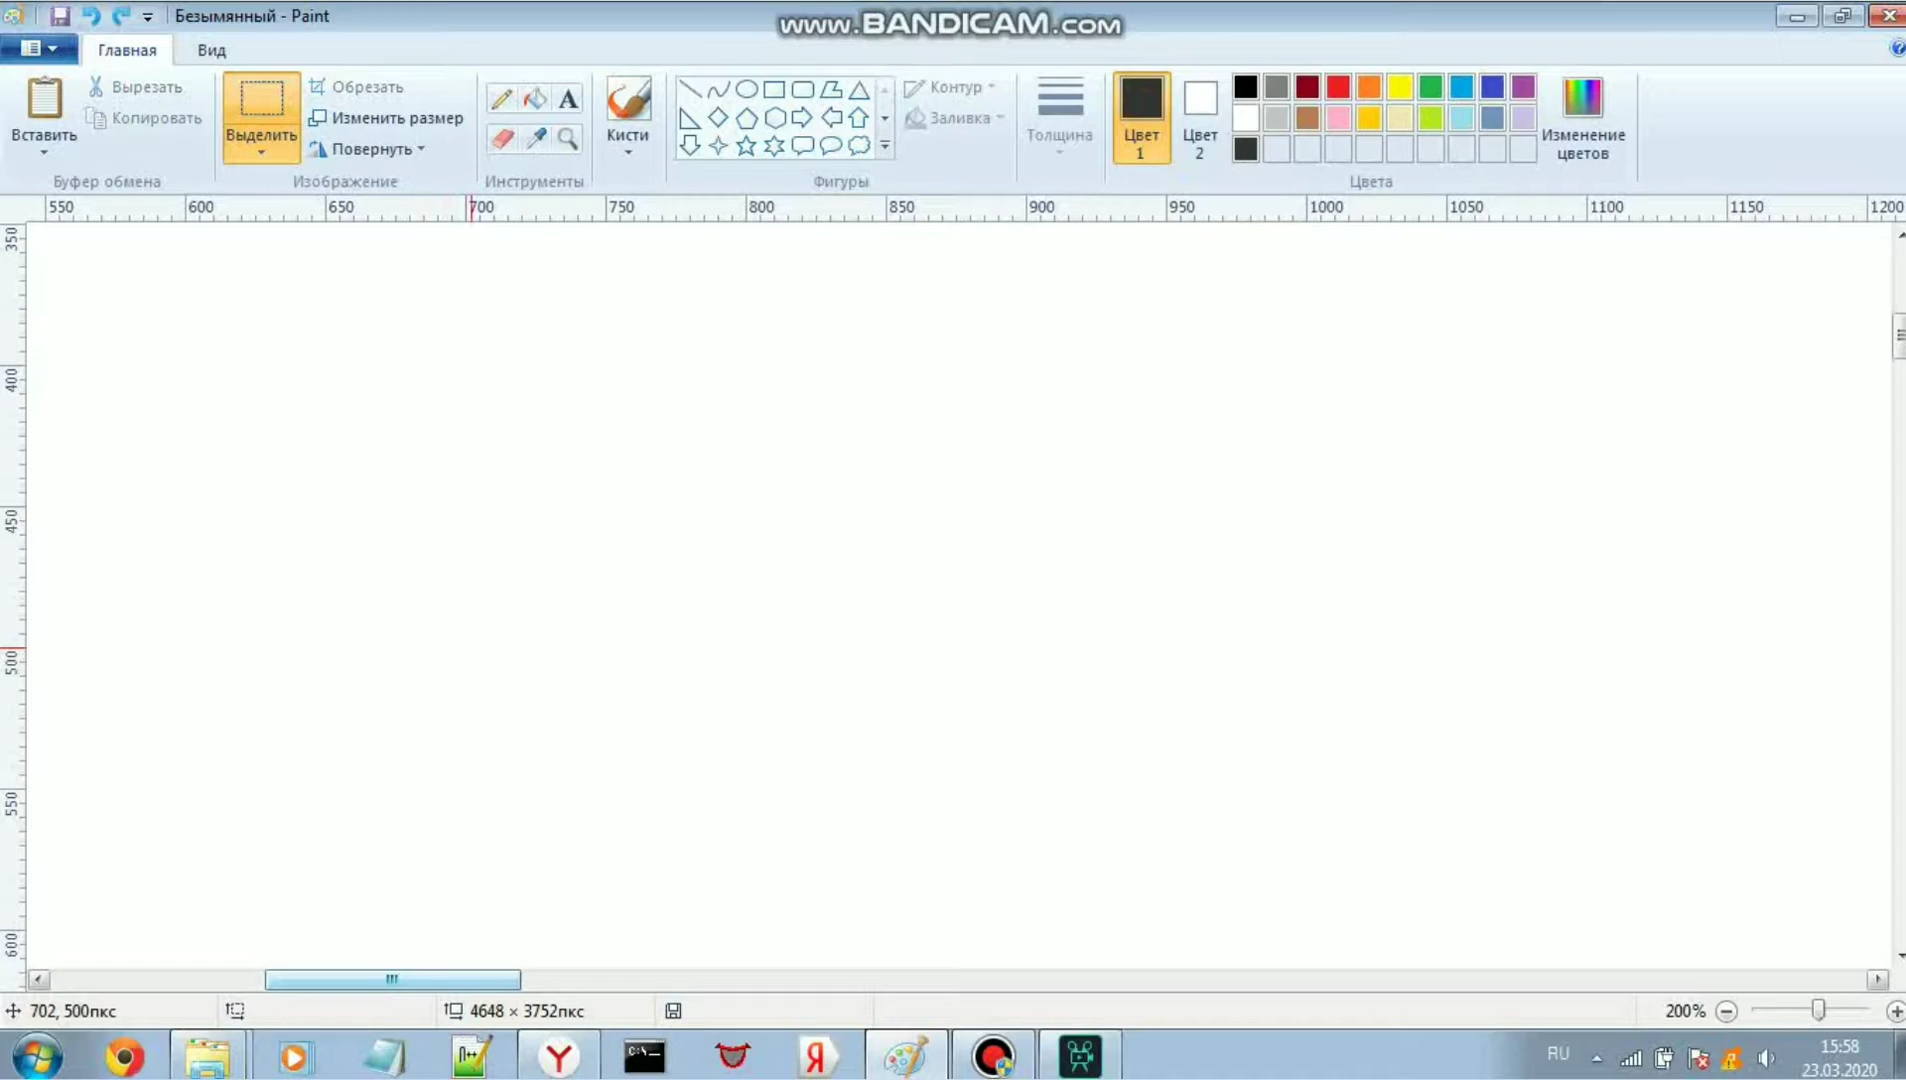 Безымянный - Paint
www.BANDICAM.com
Главная
Вид
Вставить
Вырезать
Копировать
Буфер обмена
Выделить
Обрезать
Изменить размер
Повернуть
Изображение
A
Инструменты
Кисти
Контур
Заливка
Фигуры
Толщина
Цвет
1
Цвет
2
Изменение
цветов
Цвета
550 600 650 700 750 800 850 900 950 1000 1050 1100 1150 1200
350
400
450
500
550
600
702, 500пкс
4648 × 3752пкс
200%
C:\
П++
Y
Я
RU
15:58
23.03.2020